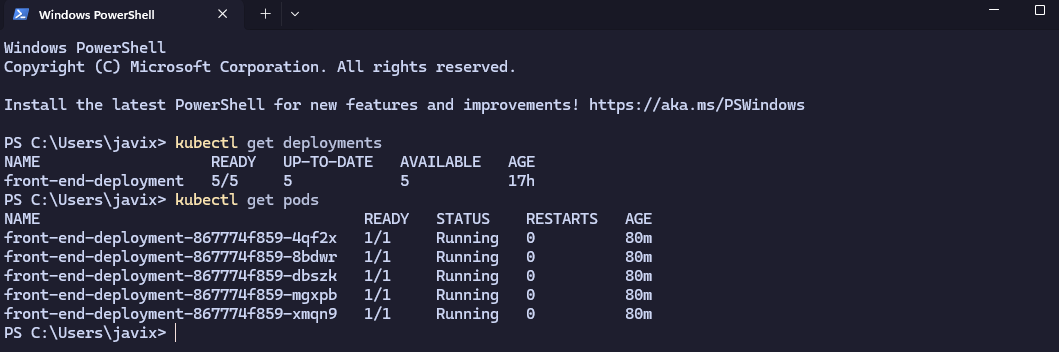 Windows PowerShell
Windows PowerShell
Copyright (C) Microsoft Corporation. All rights reserved.
Install the latest PowerShell for new features and improvements! https://aka.ms/PSWindows
PS C:\Users\javix> kubectl get deployments
NAME                   READY   UP-TO-DATE   AVAILABLE   AGE
front-end-deployment   5/5     5            5           17h
PS C:\Users\javix> kubectl get pods
NAME                                    READY   STATUS    RESTARTS   AGE
front-end-deployment-867774f859-4qf2x   1/1     Running   0          80m
front-end-deployment-867774f859-8bdwr   1/1     Running   0          80m
front-end-deployment-867774f859-dbszk   1/1     Running   0          80m
front-end-deployment-867774f859-mgxpb   1/1     Running   0          80m
front-end-deployment-867774f859-xmqn9   1/1     Running   0          80m
PS C:\Users\javix>